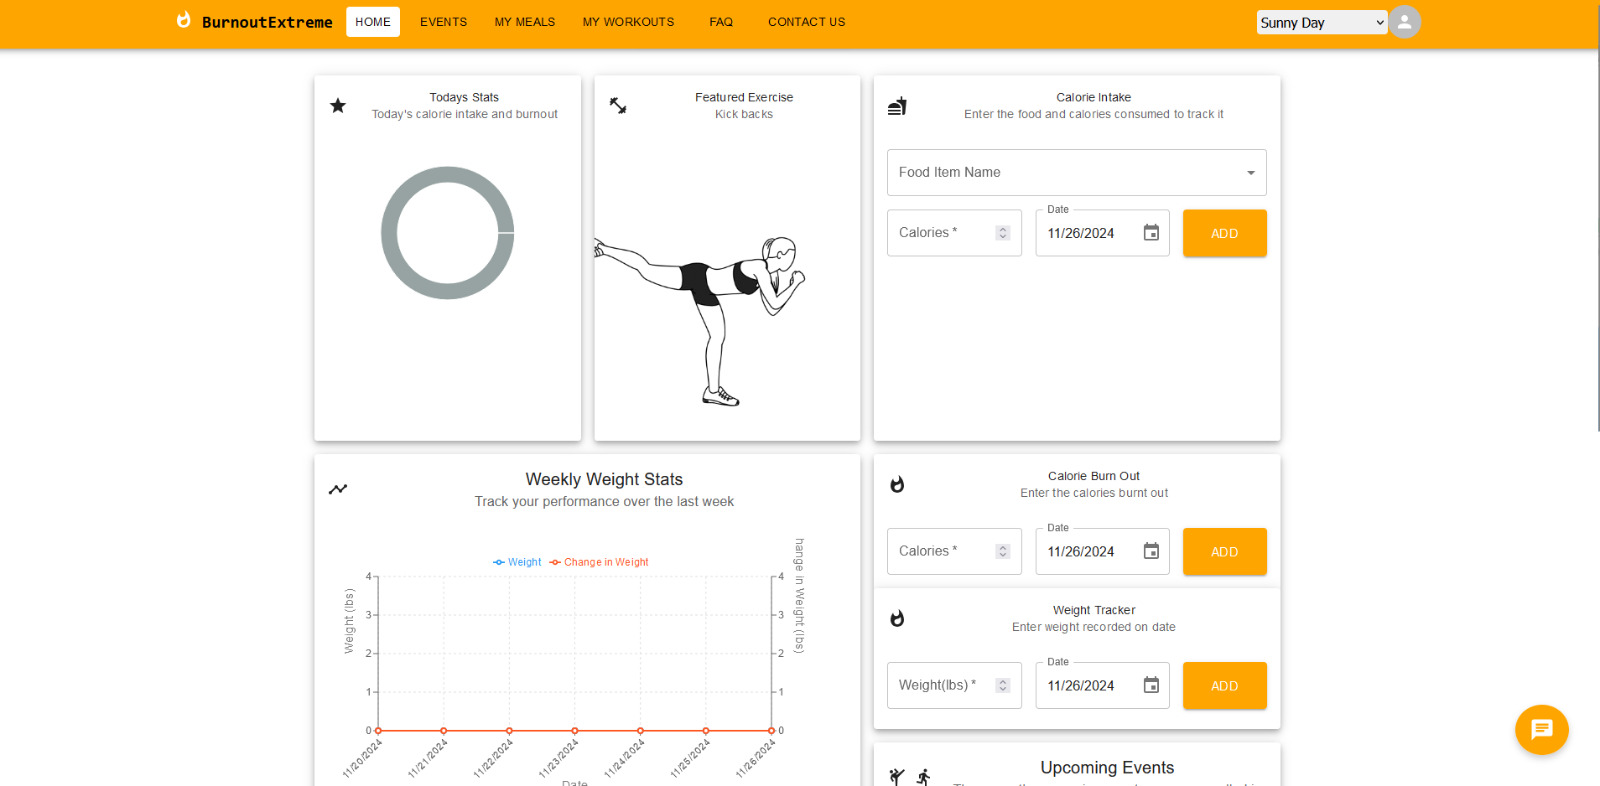 BurnoutExtreme
HOME
EVENTS
MY MEALS
MY WORKOUTS
FAQ
CONTACT US
Sunny Day
Todays Stats
Today's calorie intake and burnout
Featured Exercise
Kick backs
Calorie Intake
Enter the food and calories consumed to track it
Food Item Name
Calories *
Date
11/26/2024
ADD
Weekly Weight Stats
Track your performance over the last week
Weight
Change in Weight
Weight (lbs)
4
3
2
1
0
hange in Weight (lbs)
4
3
2
1
0
11/20/2024
11/21/2024
11/22/2024
11/23/2024
11/24/2024
11/25/2024
11/26/2024
Date
Calorie Burn Out
Enter the calories burnt out
Calories *
Date
11/26/2024
ADD
Weight Tracker
Enter weight recorded on date
Weight(lbs) *
Date
11/26/2024
ADD
Upcoming Events